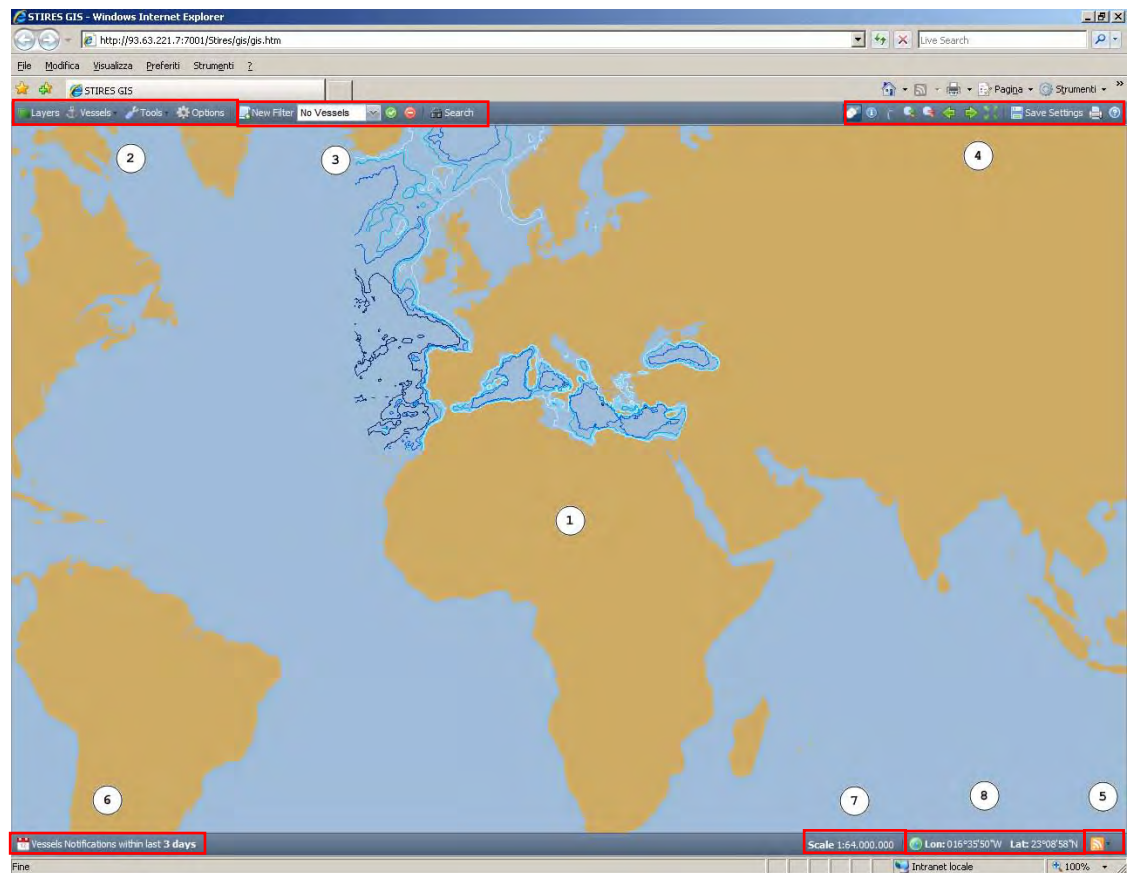 STIRES GIS - Windows Internet Explorer
http://93.63.221.7:7001/Stires/gis/gis.htm
Live Search
File Modifica Visualizza Preferiti Strumenti ?
STIRES GIS
Pagina Strumenti »
Layers Vessels Tools Options New Filter No Vessels Search Save Settings
2
3
4
1
6
7
8
5
Vessels Notifications within last 3 days
Scale 1:64.000.000
Lon: 016°35'50"W Lat: 23°08'58"N
Fine
Intranet locale
100%